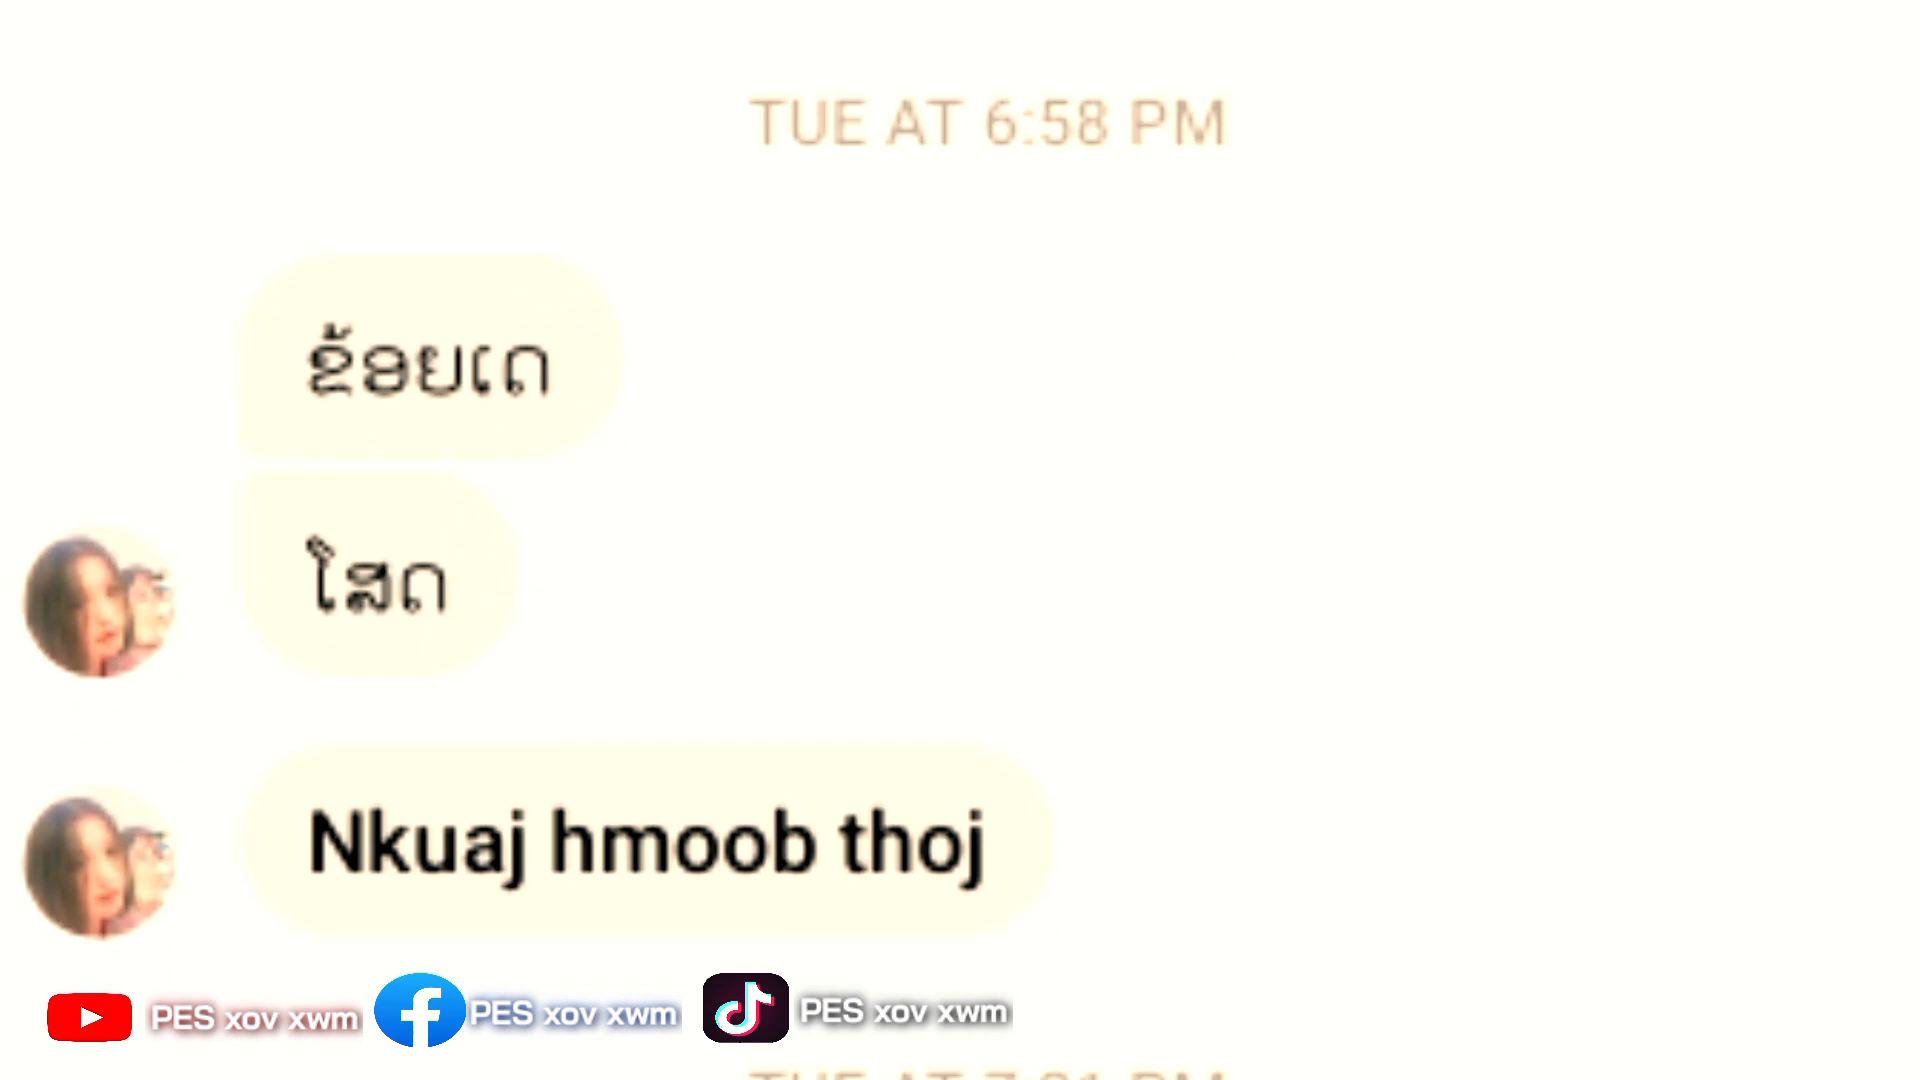 TUE AT 6:58 PM
ຂ້ອຍເດ
ໂສດ
Nkuaj hmoob thoj
PES xov xwm PES xov xwm PES xov xwm